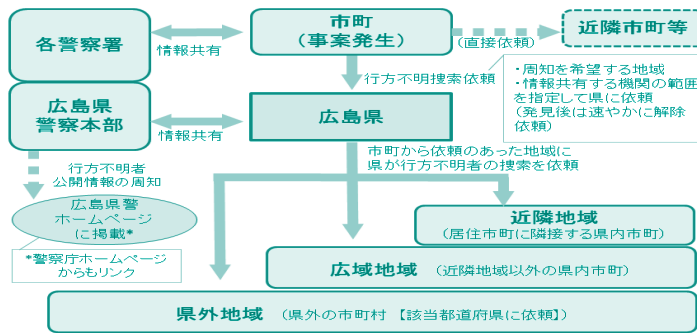 各警察署
情報共有
市町
(事案発生)
(直接依頼)
近隣市町等
行方不明捜索依頼
・周知を希望する地域
・情報共有する機関の範囲
を指定して県に依頼
(発見後は速やかに解除
依頼)
広島県
警察本部
情報共有
広島県
市町から依頼のあった地域に
県が行方不明者の捜索を依頼
行方不明者
公開情報の周知
広島県警
ホームページ
に掲載*
*警察庁ホームページ
からもリンク
近隣地域
(居住市町に隣接する県内市町)
広域地域 (近隣地域以外の県内市町)
県外地域 (県外の市町村 【該当都道府県に依頼】)